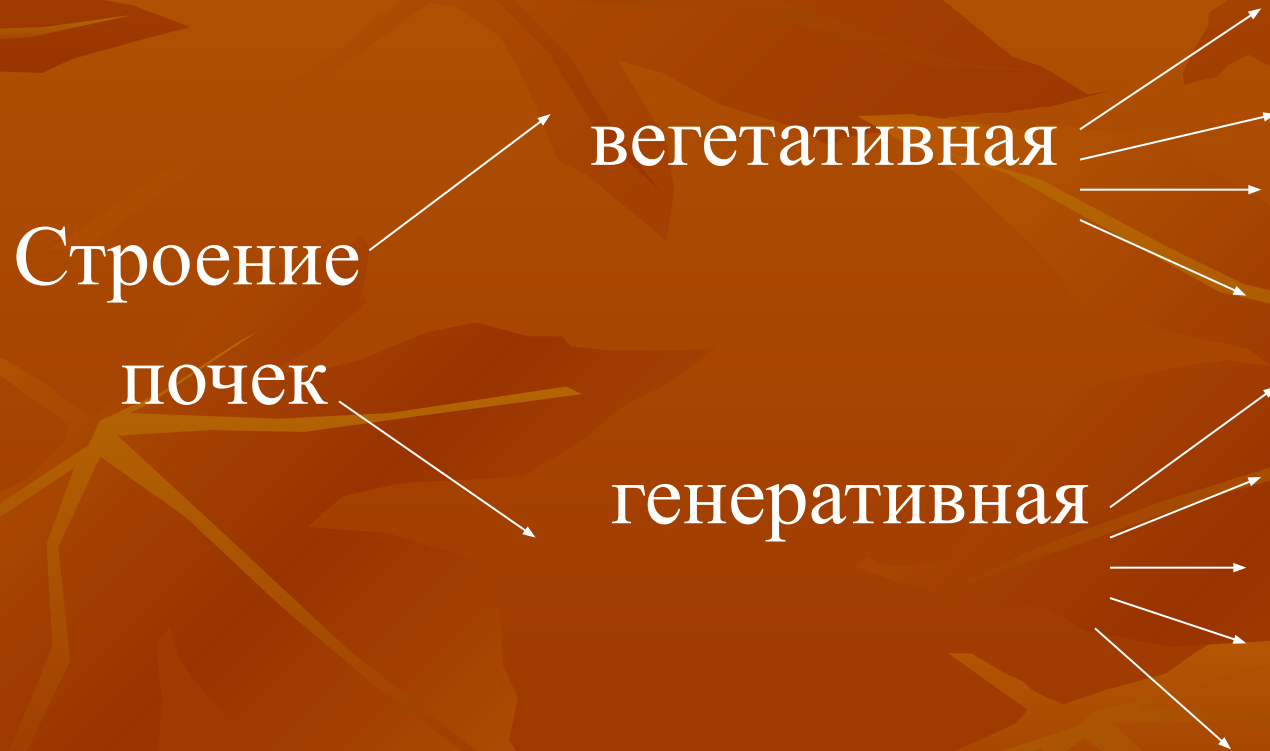 вегетативная
Строение
почек
генеративная